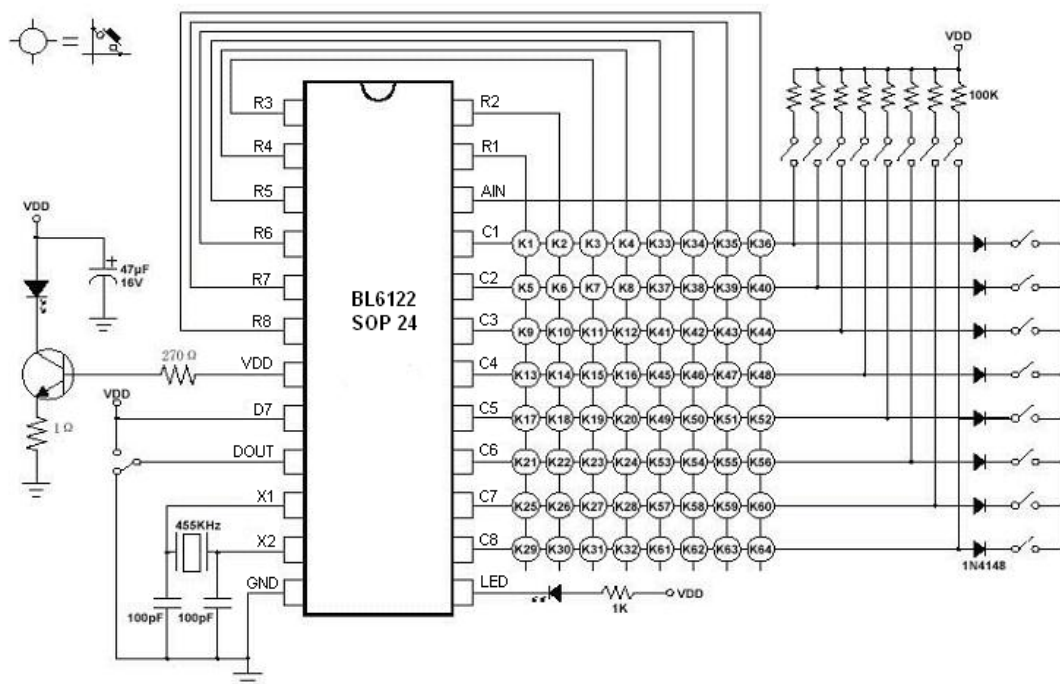 =
VDD
100K
R3
R2
R4
R1
R5
AIN
VDD
R6
C1
K1 K2 K3 K4 K33 K34 K35 K36
+
47µF
16V
R7
BL6122
SOP 24
C2
K5 K6 K7 K8 K37 K38 K39 K40
R8
C3
K9 K10 K11 K12 K41 K42 K43 K44
270 Ω
VDD
C4
K13 K14 K15 K16 K45 K46 K47 K48
VDD
1 Ω
D7
C5
K17 K18 K19 K20 K49 K50 K51 K52
DOUT
C6
K21 K22 K23 K24 K53 K54 K55 K56
X1
C7
K25 K26 K27 K28 K57 K58 K59 K60
455KHz
X2
C8
K29 K30 K31 K32 K61 K62 K63 K64
1N4148
GND
LED
1K
VDD
100pF 100pF